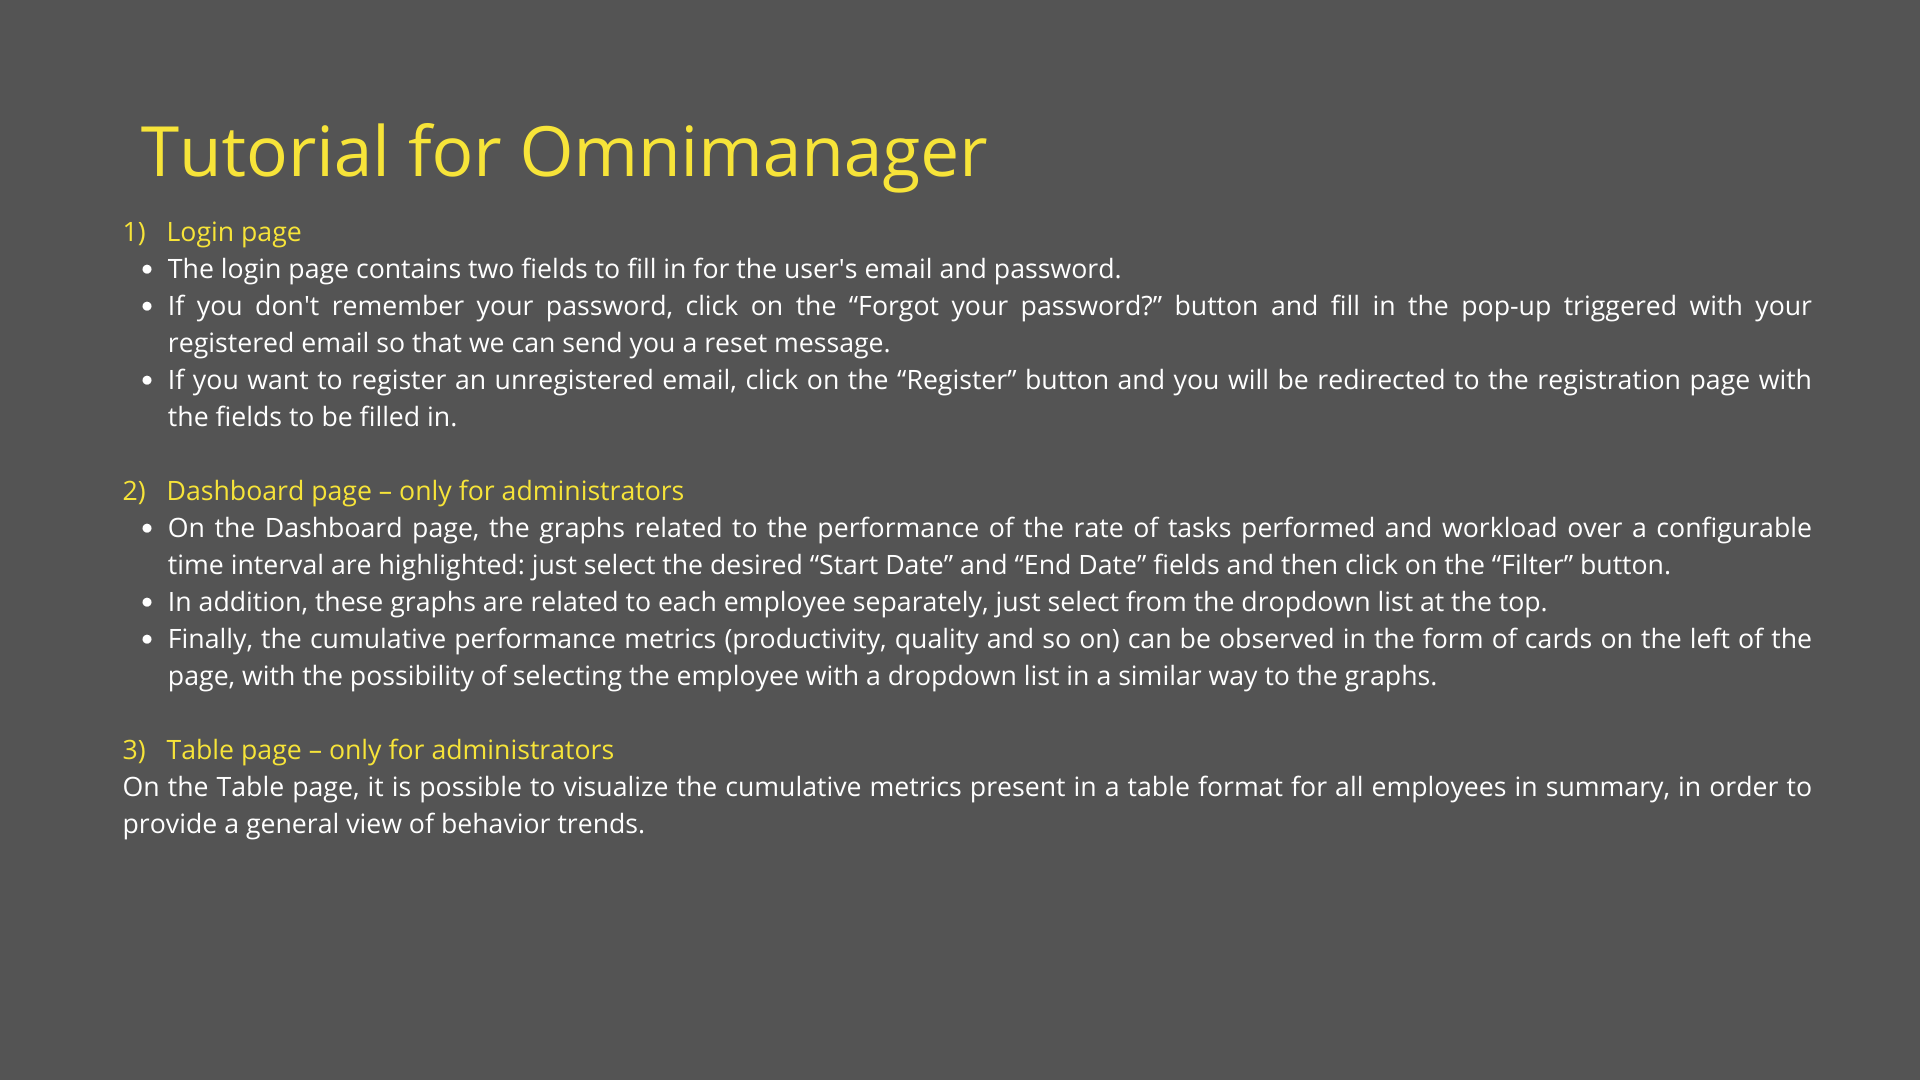 Tutorial for Omnimanager
1) Login page
• The login page contains two fields to fill in for the user's email and password.
• If you don't remember your password, click on the “Forgot your password?” button and fill in the pop-up triggered with your
registered email so that we can send you a reset message.
• If you want to register an unregistered email, click on the “Register” button and you will be redirected to the registration page with
the fields to be filled in.
2) Dashboard page – only for administrators
• On the Dashboard page, the graphs related to the performance of the rate of tasks performed and workload over a configurable
time interval are highlighted: just select the desired “Start Date” and “End Date” fields and then click on the “Filter” button.
• In addition, these graphs are related to each employee separately, just select from the dropdown list at the top.
• Finally, the cumulative performance metrics (productivity, quality and so on) can be observed in the form of cards on the left of the
page, with the possibility of selecting the employee with a dropdown list in a similar way to the graphs.
3) Table page – only for administrators
On the Table page, it is possible to visualize the cumulative metrics present in a table format for all employees in summary, in order to
provide a general view of behavior trends.